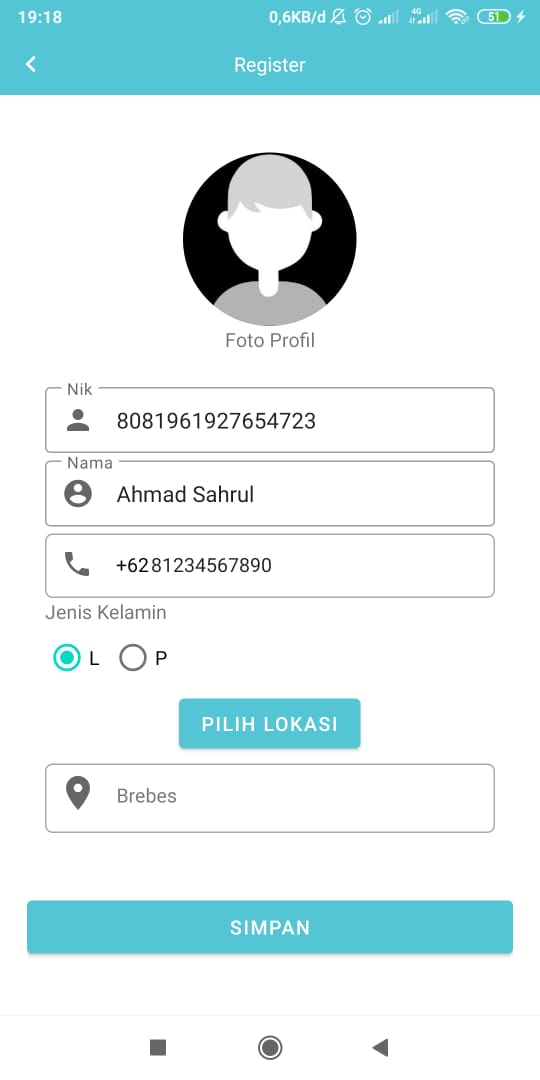 19:18 0,6KB/d 4G 51
Register
Foto Profil
Nik
8081961927654723
Nama
Ahmad Sahrul
+6281234567890
Jenis Kelamin
L P
PILIH LOKASI
Brebes
SIMPAN